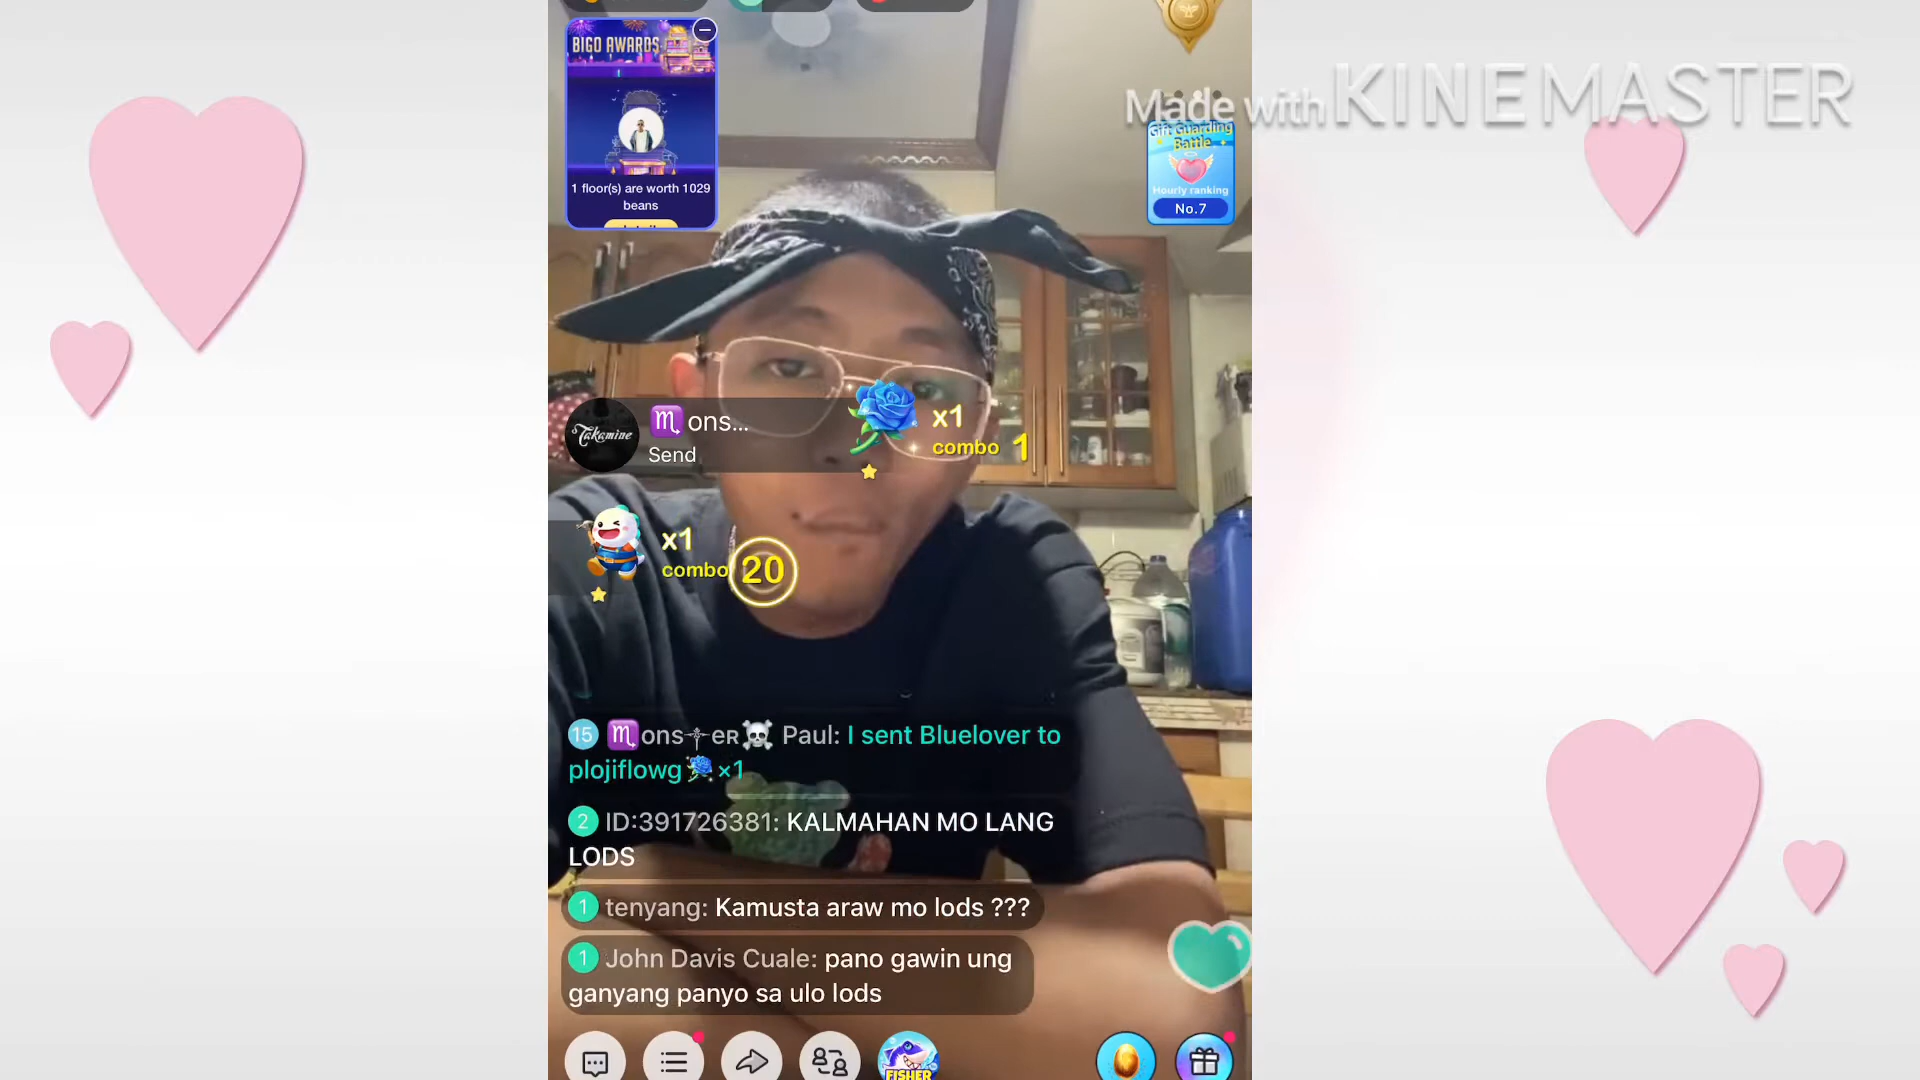 BIGO AWARDS
1 floor(s) are worth 1029
beans
Made with KINEMASTER
Gift Guarding
Battle
Hourly ranking
No.7
Takamine
♏ons...
Send
x1
combo 1
x1
combo 20
15 ♏ons༒eʀ☠ Paul: I sent Bluelover to
plojiflowg🌹×1
2 ID:391726381: KALMAHAN MO LANG
LODS
1 tenyang: Kamusta araw mo lods ???
1 John Davis Cuale: pano gawin ung
ganyang panyo sa ulo lods
FISHER